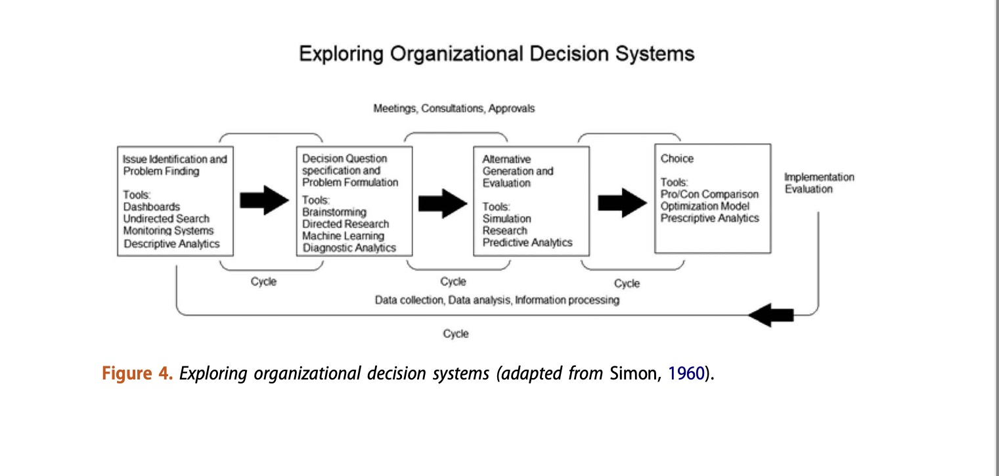 Exploring Organizational Decision Systems
Meetings, Consultations, Approvals
Issue Identification and
Problem Finding
Tools:
Dashboards
Undirected Search
Monitoring Systems
Descriptive Analytics
Decision Question
specification and
Problem Formulation
Tools:
Brainstorming
Directed Research
Machine Learning
Diagnostic Analytics
Alternative
Generation and
Evaluation
Tools:
Simulation
Research
Predictive Analytics
Choice
Tools:
Pro/Con Comparison
Optimization Model
Prescriptive Analytics
Implementation
Evaluation
Cycle
Cycle
Cycle
Data collection, Data analysis, Information processing
Cycle
Figure 4. Exploring organizational decision systems (adapted from Simon, 1960).